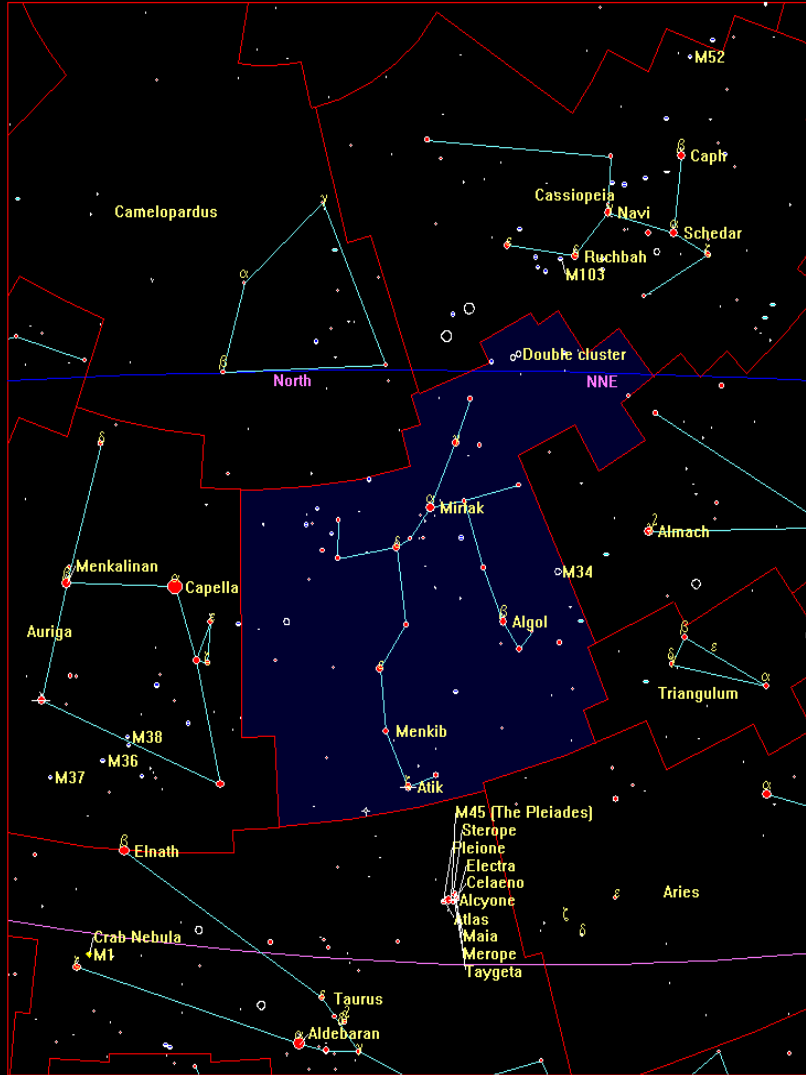 M52
β
Caph
Camelopardus
γ
Cassiopeia
γ
Navi
α
Schedar
ε
δ
Ruchbah
ζ
M103
α
β
Double cluster
North
NNE
δ
γ
α
Mirfak
2
Almach
δ
Menkalinan
β
α
Capella
M34
ε
β
Algol
Auriga
β
ε
δ
ζ
ε
α
Triangulum
Menkib
M38
M36
M37
ζ
Atik
α
M45 (The Pleiades)
Sterope
Pleione
β
Elnath
Electra
Celaeno
Alcyone
ε
Aries
ζ
Atlas
δ
Crab Nebula
Maia
M1
Merope
ζ
Taygeta
ε
Taurus
2
α
Aldebaran
γ